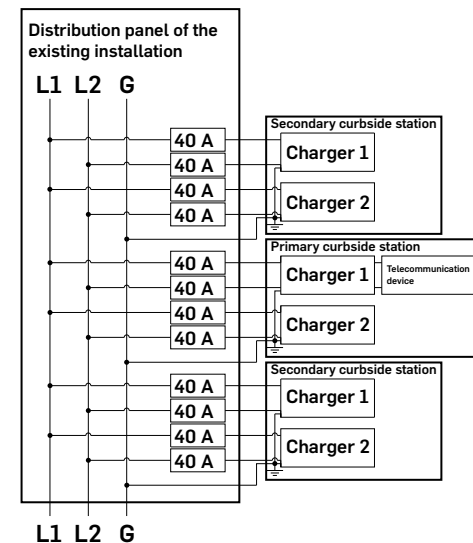 Distribution panel of the
existing installation
L1 L2 G
Secondary curbside station
40 A
Charger 1
40 A
40 A
Charger 2
40 A
Primary curbside station
40 A
Charger 1
Telecommunication
device
40 A
40 A
Charger 2
40 A
Secondary curbside station
40 A
Charger 1
40 A
40 A
Charger 2
40 A
L1 L2 G